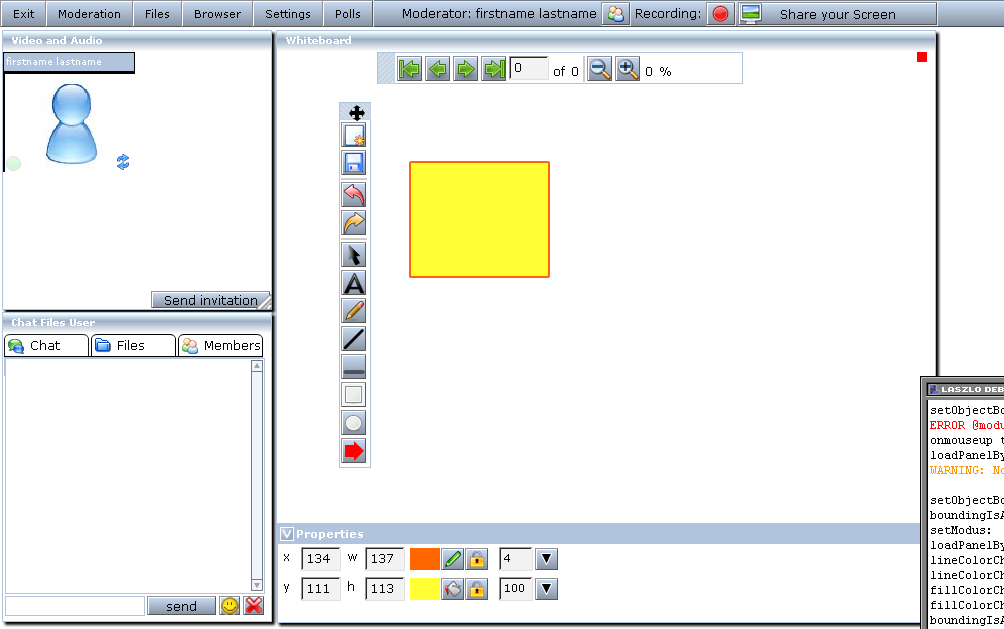 Exit Moderation Files Browser Settings Polls Moderator: firstname lastname Recording: Share your Screen
Video and Audio
firstname lastname
Send invitation
Chat Files User
Chat Files Members
send
Whiteboard
0 of 0 0 %
A
Properties
x 134 w 137 4
y 111 h 113 100
LASZLO DEB
setObjectBo
ERROR @modu
onmouseup t
loadPanelBy
WARNING: No
setObjectBo
boundingIsA
setModus:
loadPanelBy
lineColorCh
lineColorCh
fillColorCh
fillColorCh
boundingIsA